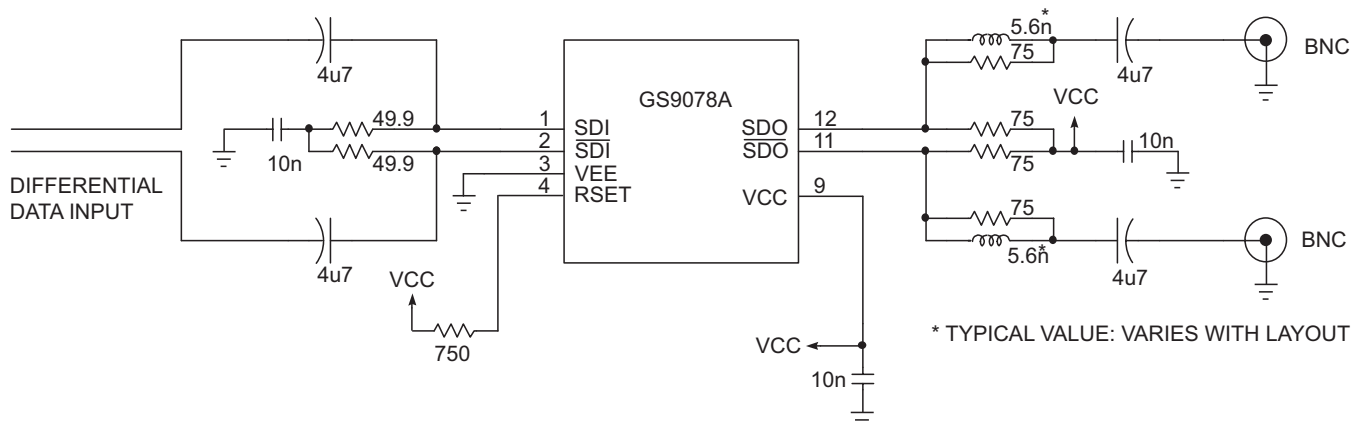 5.6n*
75
4u7
BNC
4u7
GS9078A
VCC
49.9
1
SDI
SDO
12
75
10n
2
SDI
SDO
11
75
10n
49.9
3
VEE
DIFFERENTIAL
DATA INPUT
4
RSET
VCC
9
75
5.6n*
4u7
BNC
4u7
VCC
750
* TYPICAL VALUE: VARIES WITH LAYOUT
VCC
10n